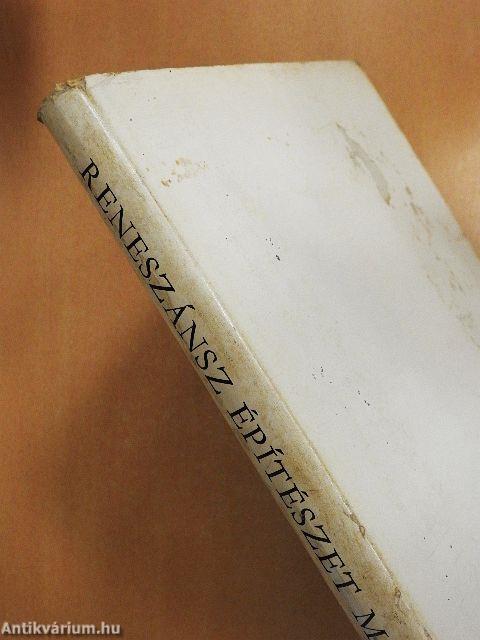 RENESZÁNSZ ÉPÍTÉSZET M
Antikvárium.hu